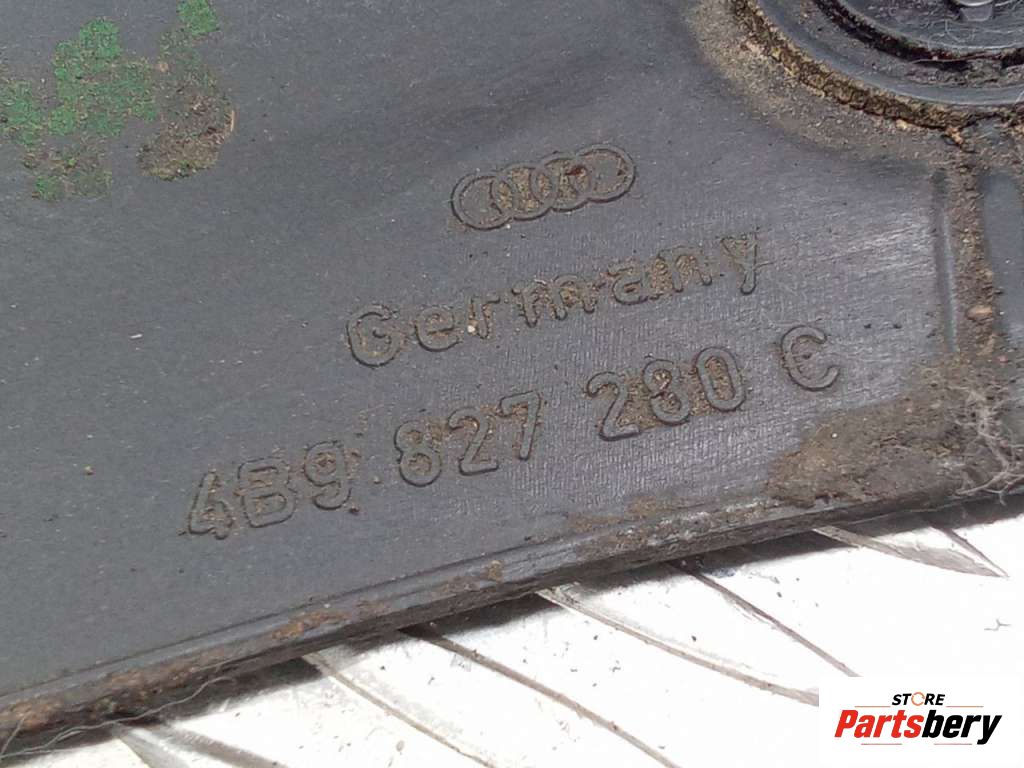 Germany
4B9 827 280 C
STORE
Partsbery